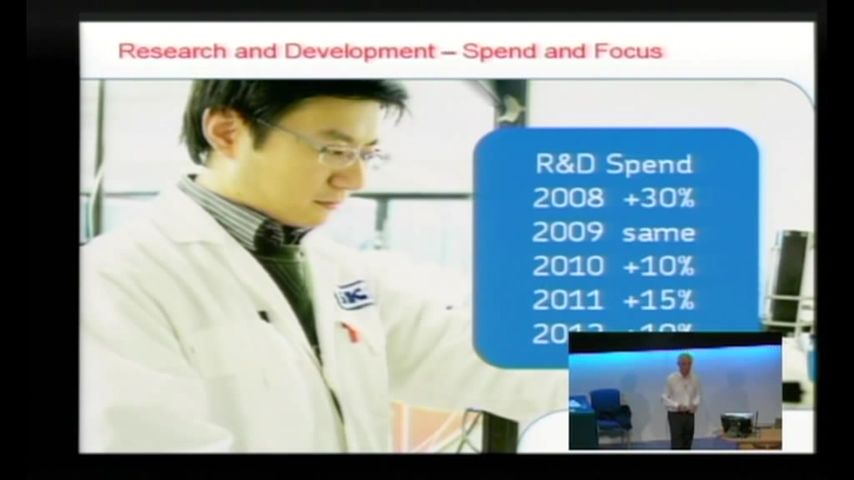 Research and Development – Spend and Focus
R&D Spend
2008 +30%
2009 same
2010 +10%
2011 +15%